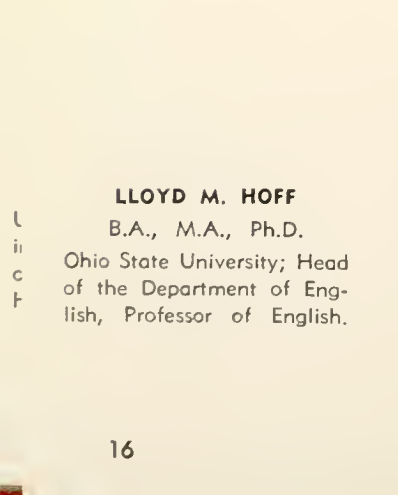 LLOYD M. HOFF
B.A., M.A., Ph.D.
Ohio State University; Head
of the Department of Eng-
lish, Professor of English.
16